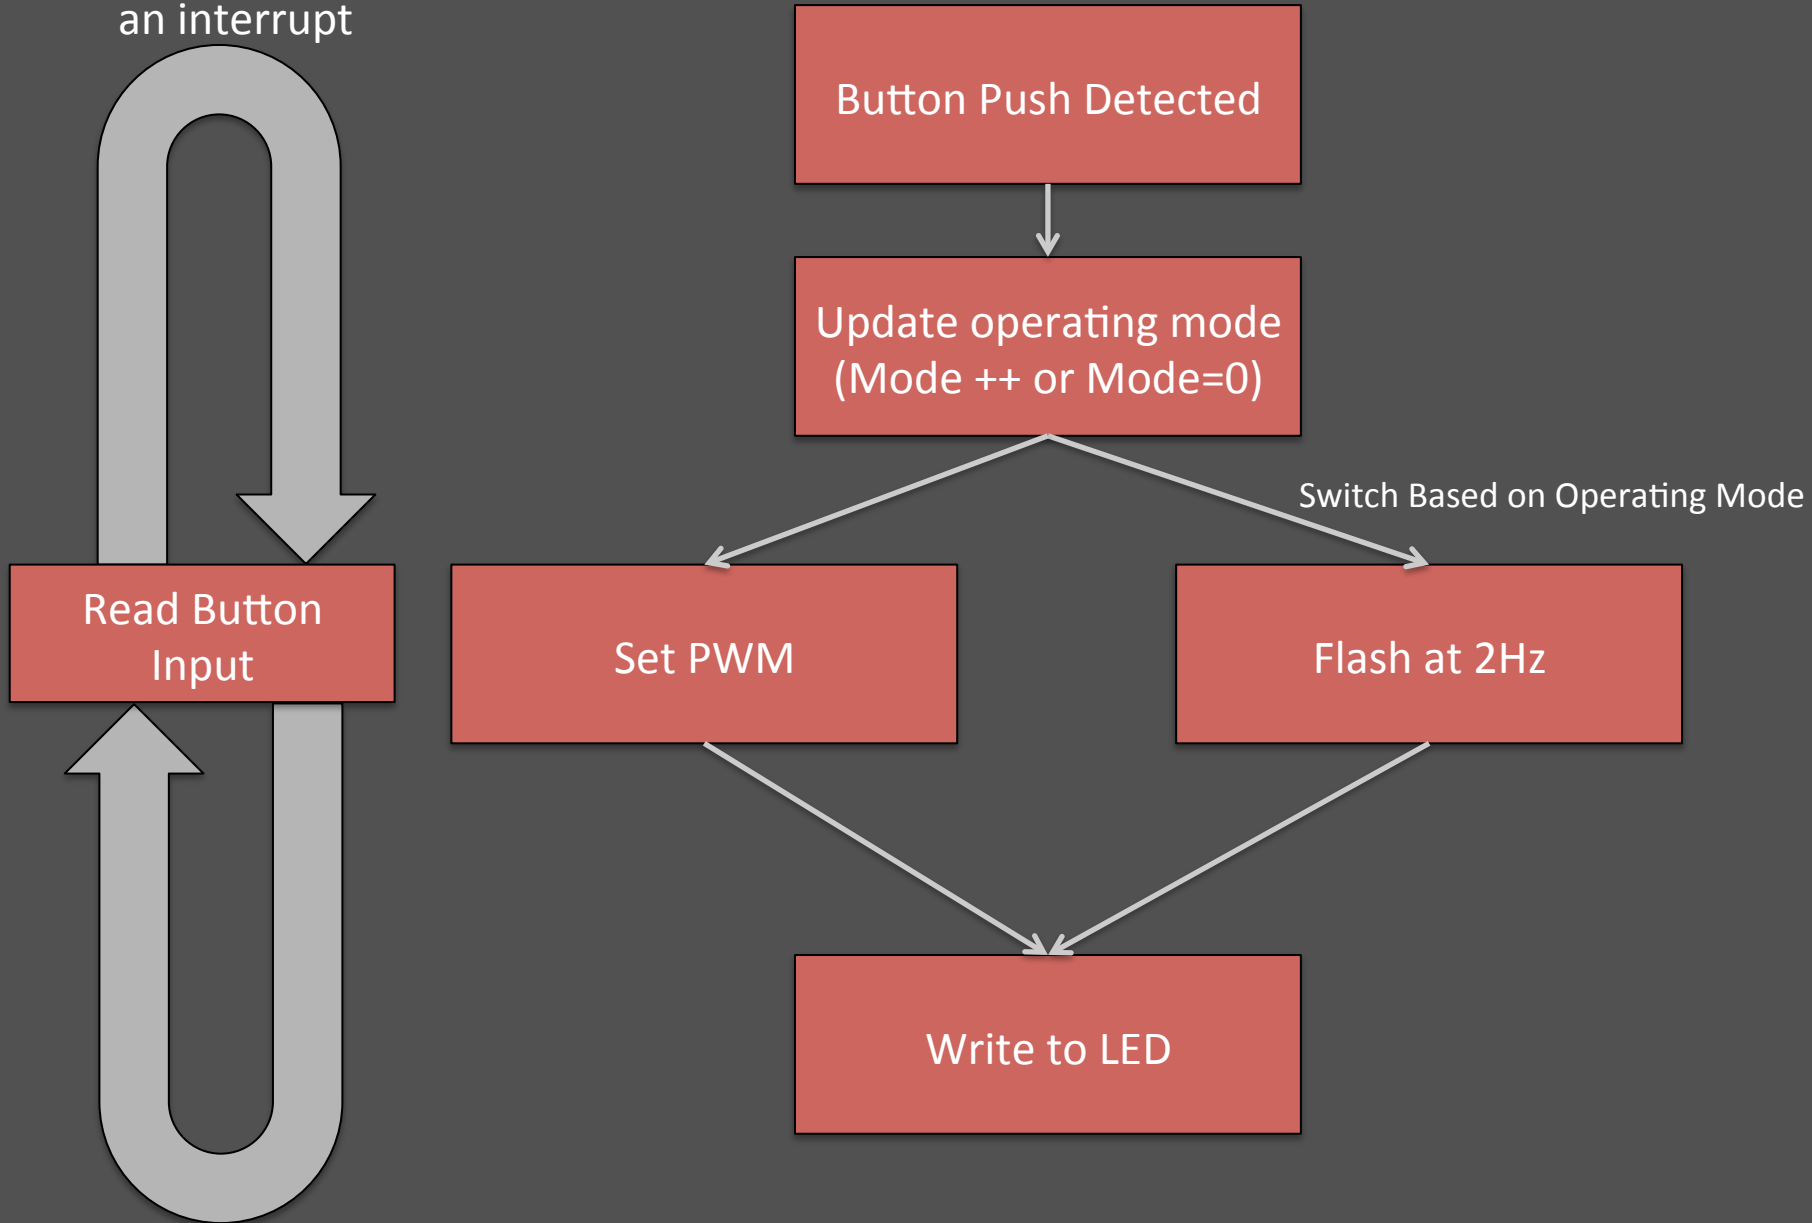 an interrupt
Button Push Detected
Update operating mode
(Mode ++ or Mode=0)
Switch Based on Operating Mode
Read Button
Input
Set PWM
Flash at 2Hz
Write to LED